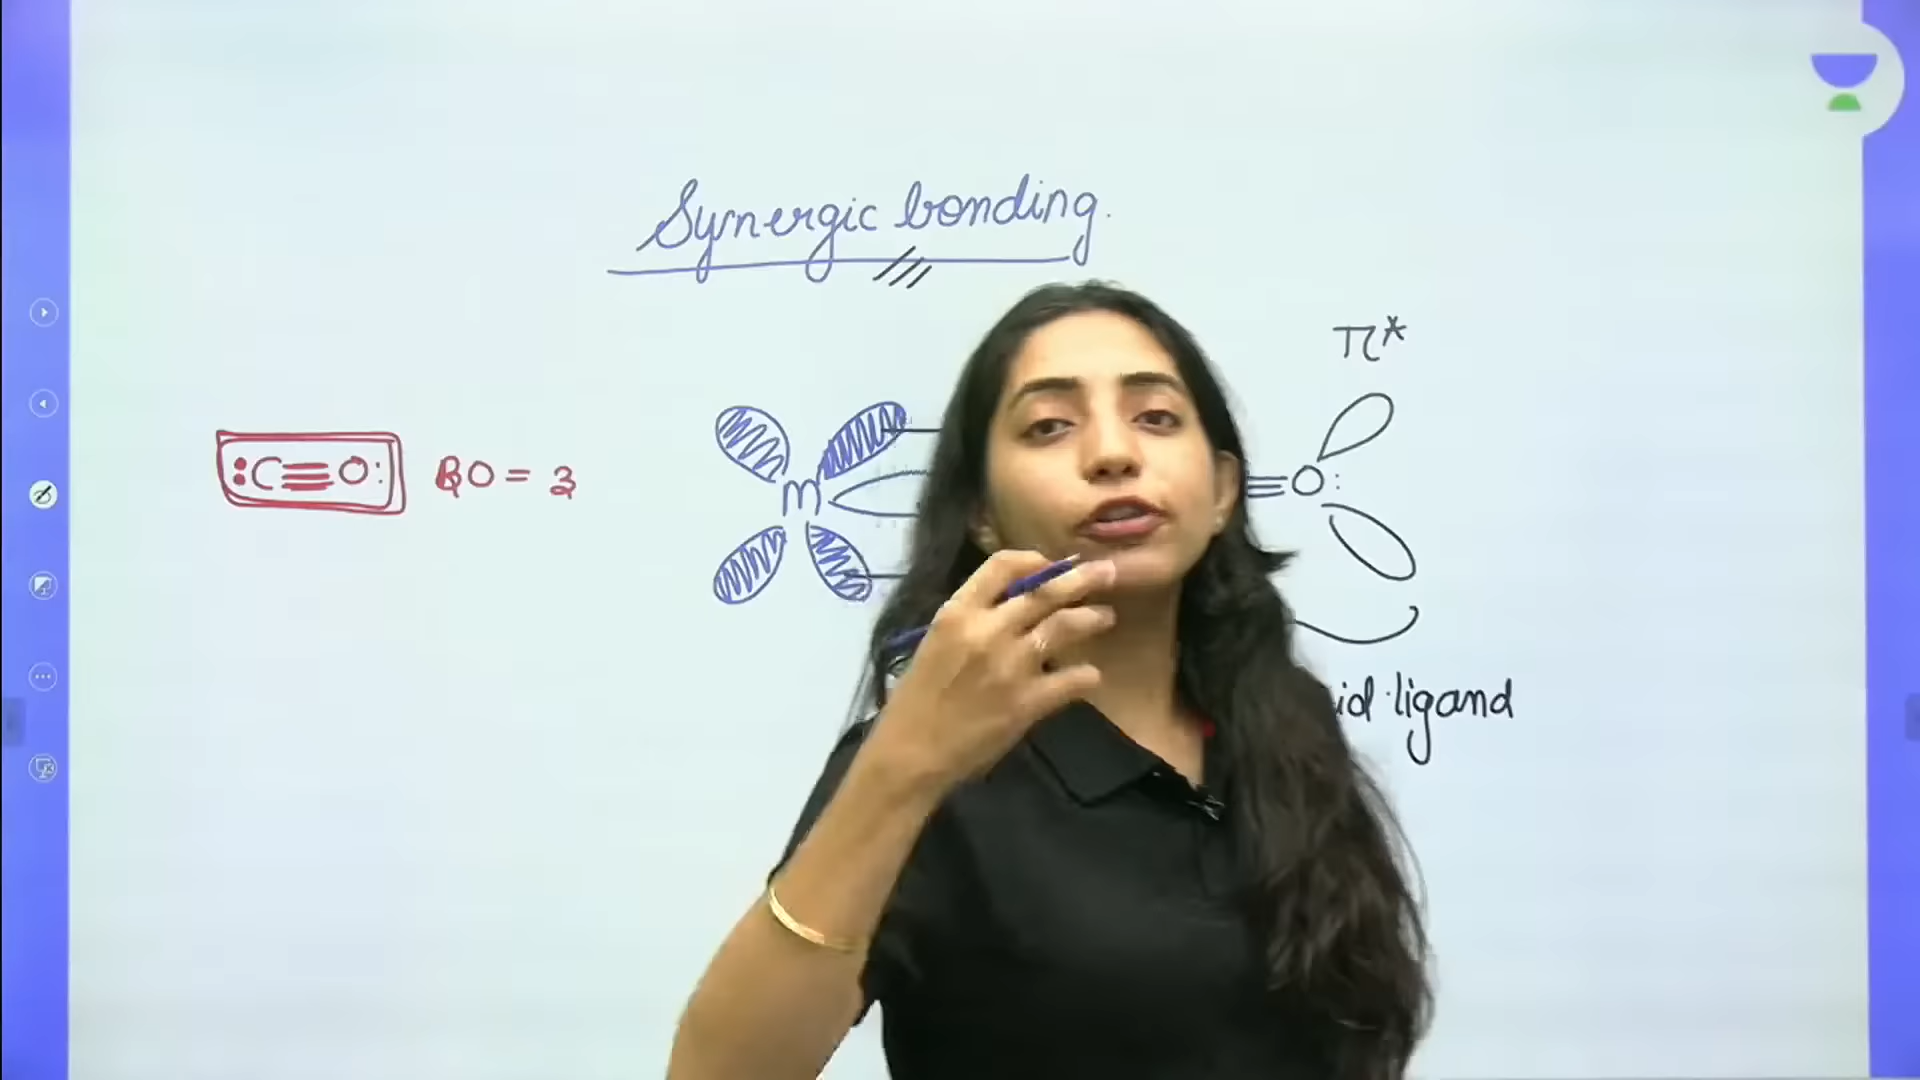 Synergic bonding.
π*
:C≡O: BO = 3
M ≡O:
ligand